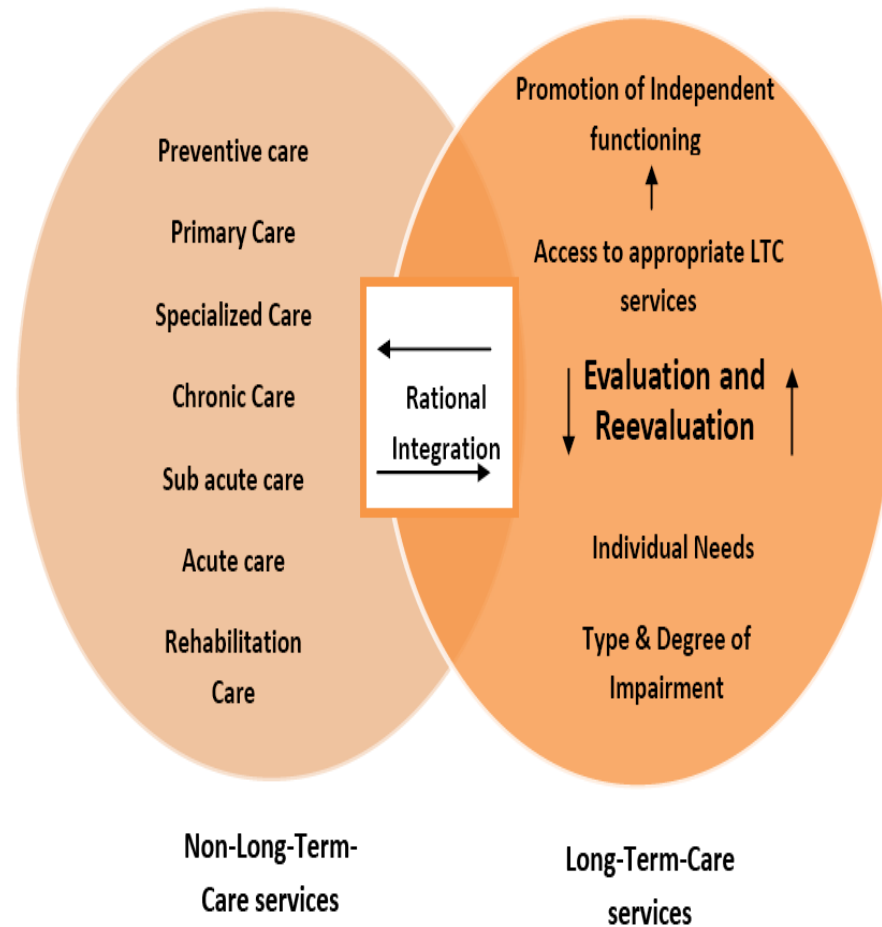 Preventive care
Primary Care
Specialized Care
Chronic Care
Sub acute care
Acute care
Rehabilitation
Care
Rational
Integration
Promotion of Independent
functioning
Access to appropriate LTC
services
Evaluation and
Reevaluation
Individual Needs
Type & Degree of
Impairment
Non-Long-Term-
Care services
Long-Term-Care
services